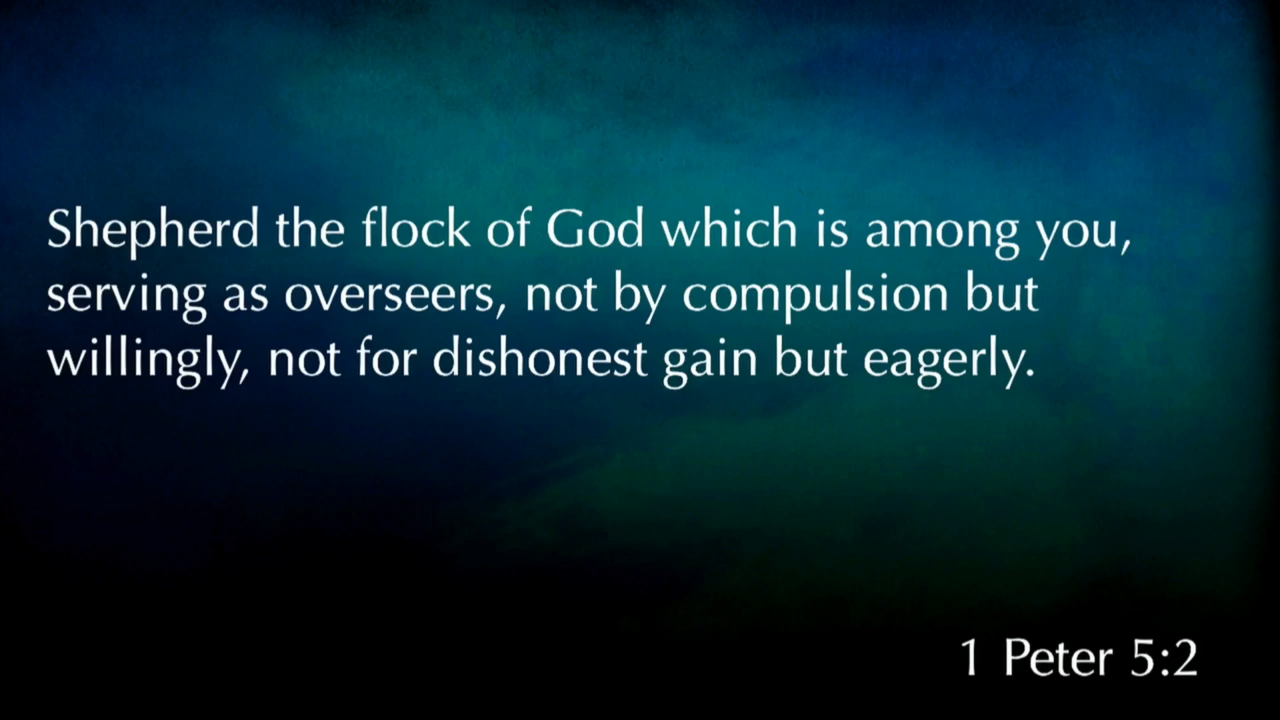 Shepherd the flock of God which is among you,
serving as overseers, not by compulsion but
willingly, not for dishonest gain but eagerly.
1 Peter 5:2